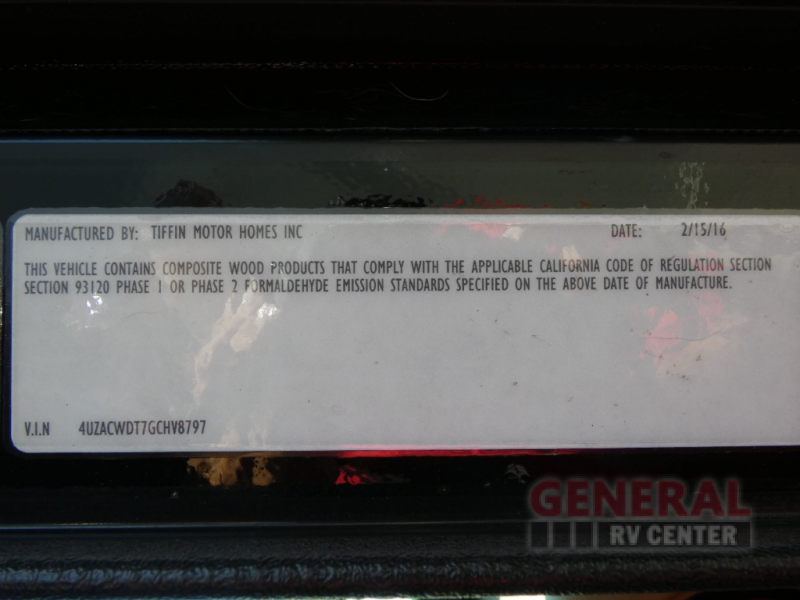 MANUFACTURED BY: TIFFIN MOTOR HOMES INC DATE: 2/15/16
THIS VEHICLE CONTAINS COMPOSITE WOOD PRODUCTS THAT COMPLY WITH THE APPLICABLE CALIFORNIA CODE OF REGULATION SECTION
SECTION 93120 PHASE 1 OR PHASE 2 FORMALDEHYDE EMISSION STANDARDS SPECIFIED ON THE ABOVE DATE OF MANUFACTURE.
V.I.N 4UZACWDT7GCHV8797
GENERAL
RV CENTER